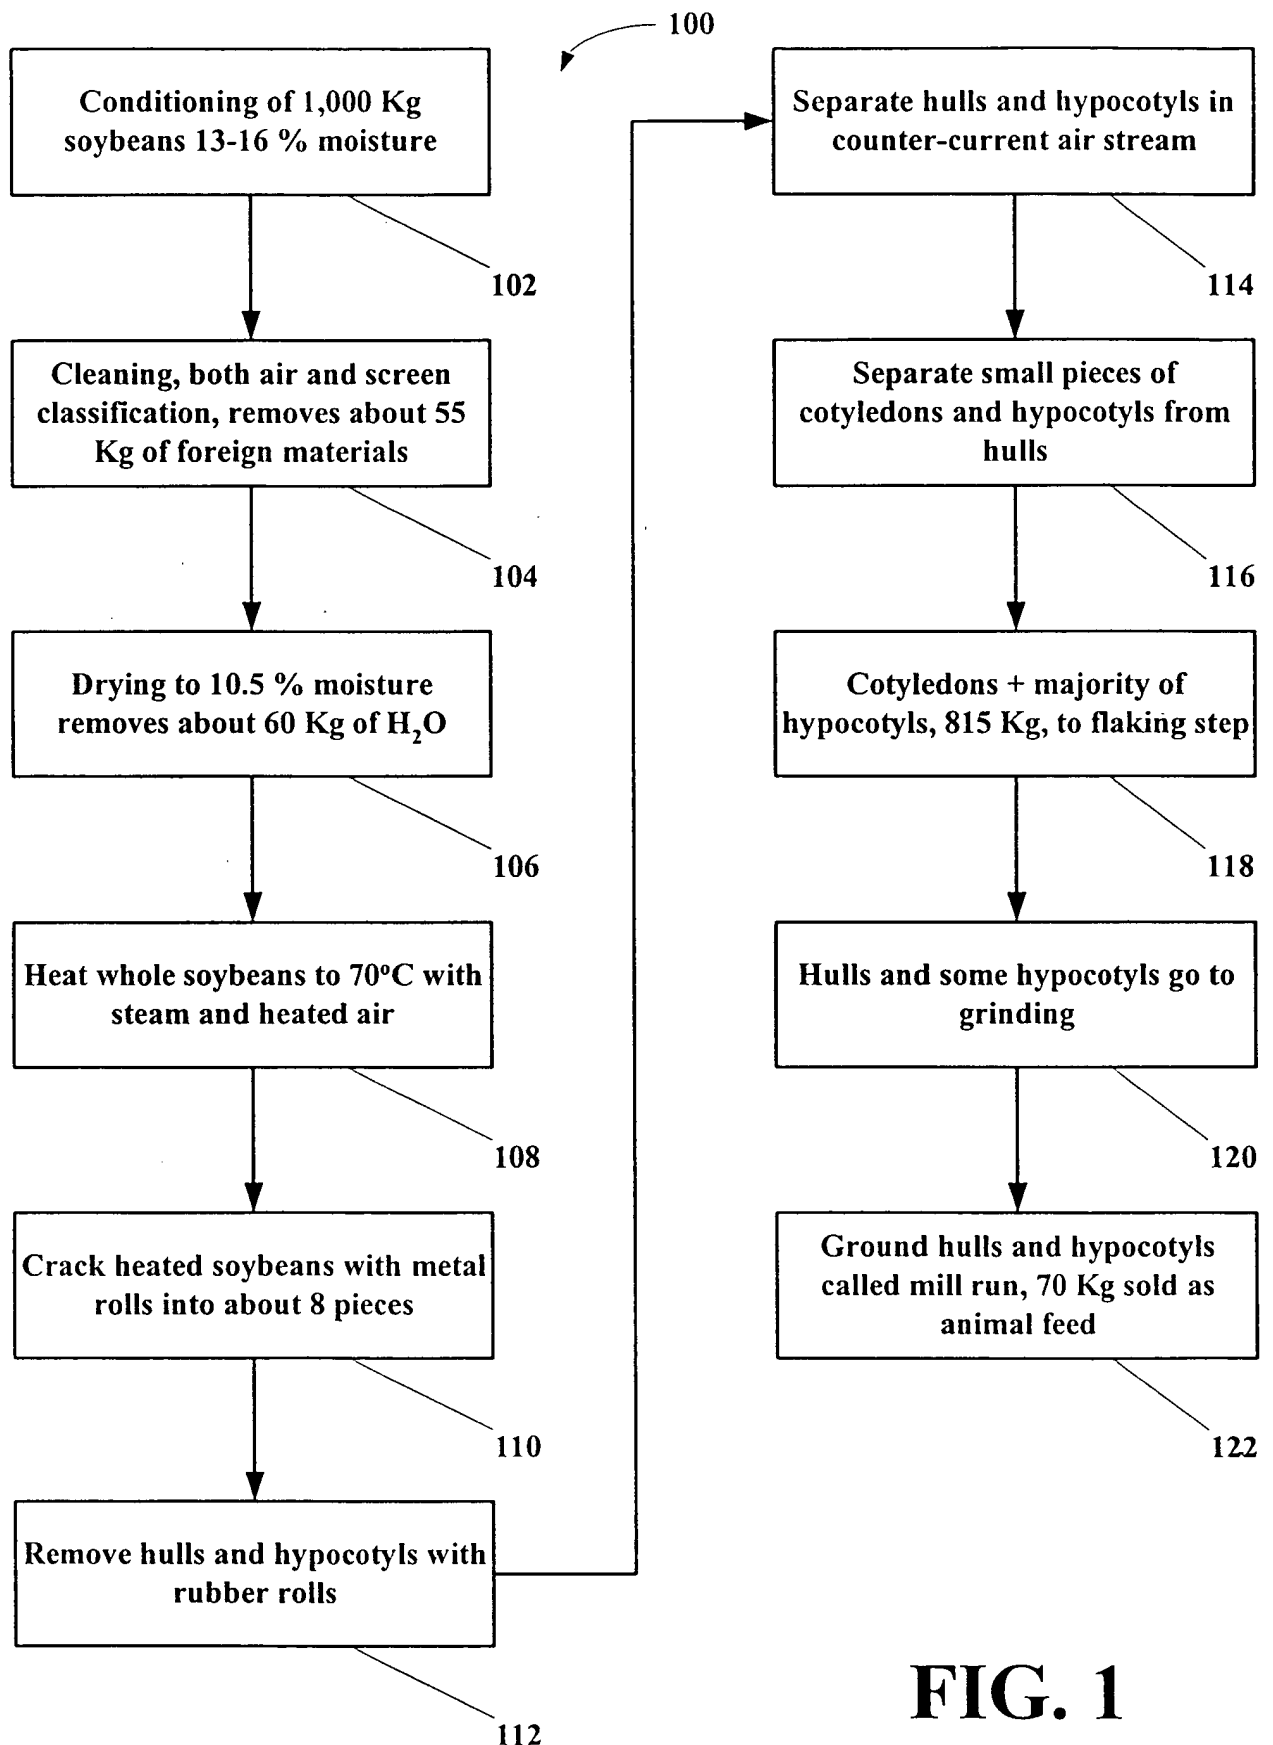 100
Conditioning of 1,000 Kg
soybeans 13-16 % moisture
102
Cleaning, both air and screen
classification, removes about 55
Kg of foreign materials
104
Drying to 10.5 % moisture
removes about 60 Kg of H₂O
106
Heat whole soybeans to 70°C with
steam and heated air
108
Crack heated soybeans with metal
rolls into about 8 pieces
110
Remove hulls and hypocotyls with
rubber rolls
112
Separate hulls and hypocotyls in
counter-current air stream
114
Separate small pieces of
cotyledons and hypocotyls from
hulls
116
Cotyledons + majority of
hypocotyls, 815 Kg, to flaking step
118
Hulls and some hypocotyls go to
grinding
120
Ground hulls and hypocotyls
called mill run, 70 Kg sold as
animal feed
122
FIG. 1